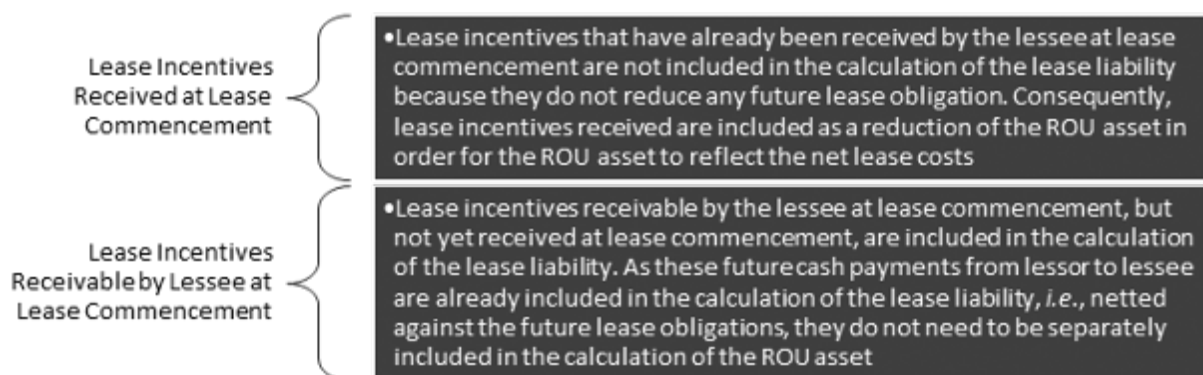 Lease Incentives
Received at Lease
Commencement
•Lease incentives that have already been received by the lessee at lease
commencement are not included in the calculation of the lease liability
because they do not reduce any future lease obligation. Consequently,
lease incentives received are included as a reduction of the ROU asset in
order for the ROU asset to reflect the net lease costs
Lease Incentives
Receivable by Lessee at
Lease Commencement
•Lease incentives receivable by the lessee at lease commencement, but
not yet received at lease commencement, are included in the calculation
of the lease liability. As these future cash payments from lessor to lessee
are already included in the calculation of the lease liability, i.e., netted
against the future lease obligations, they do not need to be separately
included in the calculation of the ROU asset